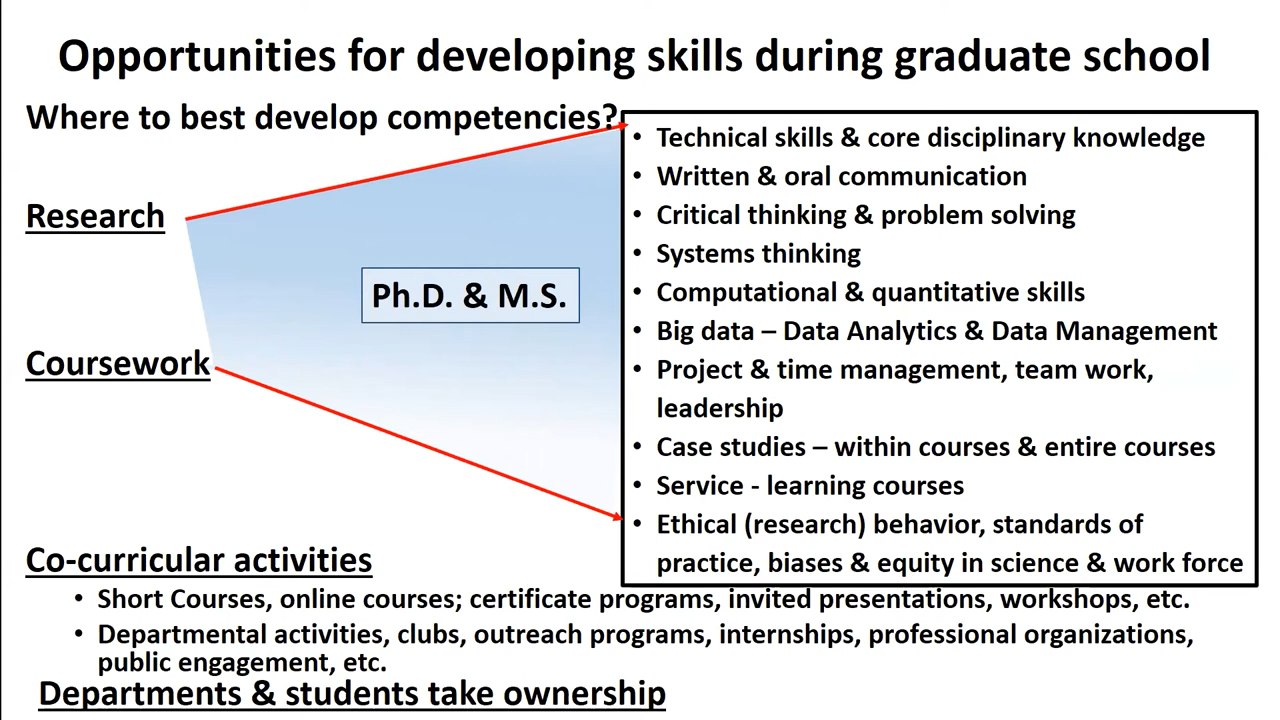 Opportunities for developing skills during graduate school
Where to best develop competencies?
Research
Coursework
Ph.D. & M.S.
• Technical skills & core disciplinary knowledge
• Written & oral communication
• Critical thinking & problem solving
• Systems thinking
• Computational & quantitative skills
• Big data – Data Analytics & Data Management
• Project & time management, team work,
leadership
• Case studies – within courses & entire courses
• Service - learning courses
• Ethical (research) behavior, standards of
practice, biases & equity in science & work force
Co-curricular activities
• Short Courses, online courses; certificate programs, invited presentations, workshops, etc.
• Departmental activities, clubs, outreach programs, internships, professional organizations,
public engagement, etc.
Departments & students take ownership